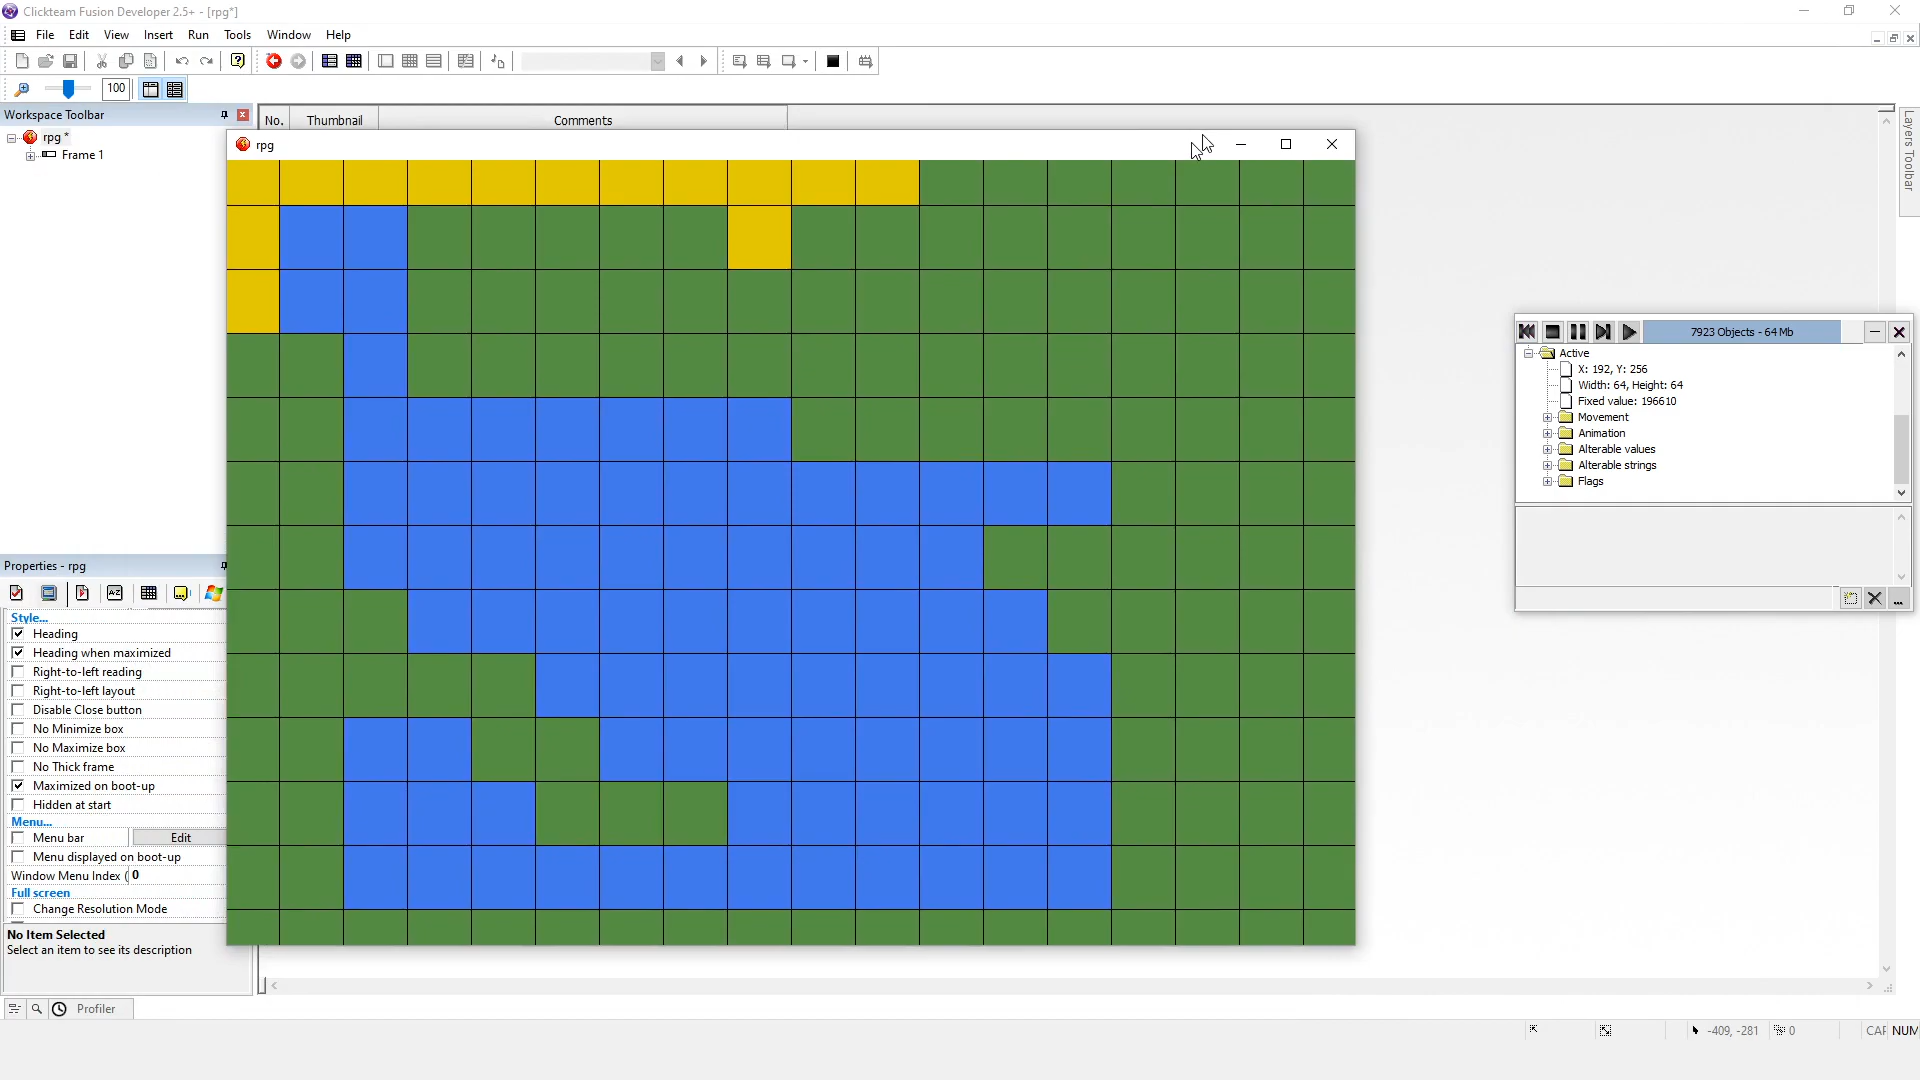 Clickteam Fusion Developer 2.5+ - [rpg*]
File Edit View Insert Run Tools Window Help
100
Workspace Toolbar
rpg *
Frame 1
No. Thumbnail Comments
Layers Toolbar
rpg
7923 Objects - 64 Mb
Active
X: 192, Y: 256
Width: 64, Height: 64
Fixed value: 196610
Movement
Animation
Alterable values
Alterable strings
Flags
Properties - rpg
Style...
Heading
Heading when maximized
Right-to-left reading
Right-to-left layout
Disable Close button
No Minimize box
No Maximize box
No Thick frame
Maximized on boot-up
Hidden at start
Menu...
Menu bar Edit
Menu displayed on boot-up
Window Menu Index ( 0
Full screen
Change Resolution Mode
No Item Selected
Select an item to see its description
Profiler
-409, -281 0 CAP NUM